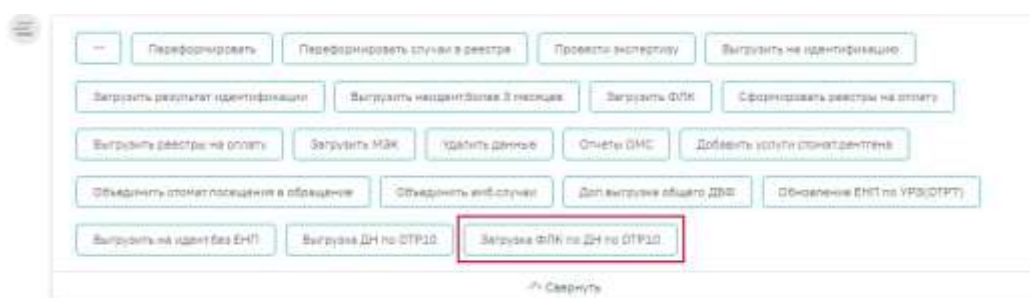 ... Переформировать Переформировать случаи в реестре Провести экспертизу Выгрузить на идентификацию
Загрузить результат идентификации Выгрузить неидент.более 3 месяцев Загрузить ФЛК Сформировать реестры на оплату
Выгрузить реестры на оплату Загрузить МЭК Удалить данные Отчеты ОМС Добавить услуги стомат.рентгена
Объединить стомат посещения в обращение Объединить амб.случаи Доп.выгрузка общего ДВФ Обновление ЕНП по УРЗ(ОТРТ)
Выгрузить на идент без ЕНП Выгрузка ДН по ОТР10 Загрузка ФЛК по ДН по ОТР10
Свернуть